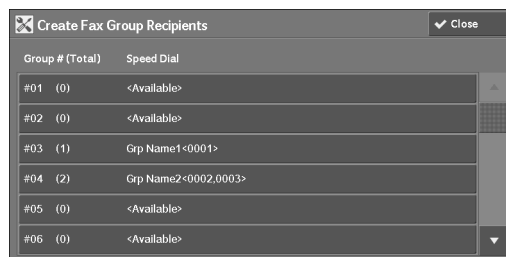 Create Fax Group Recipients
Close
Group # (Total) Speed Dial
#01 (0) <Available>
#02 (0) <Available>
#03 (1) Grp Name1<0001>
#04 (2) Grp Name2<0002,0003>
#05 (0) <Available>
#06 (0) <Available>